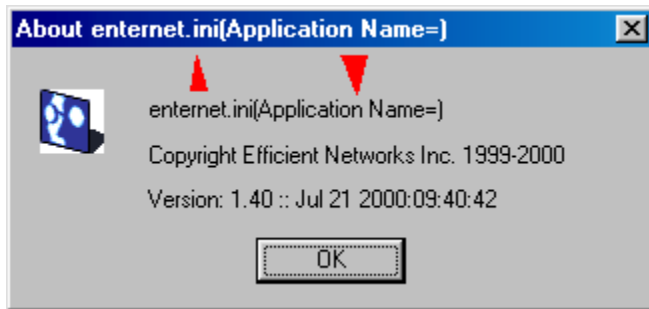 About enternet.ini(Application Name=)
enternet.ini(Application Name=)
Copyright Efficient Networks Inc. 1999-2000
Version: 1.40 :: Jul 21 2000:09:40:42
OK